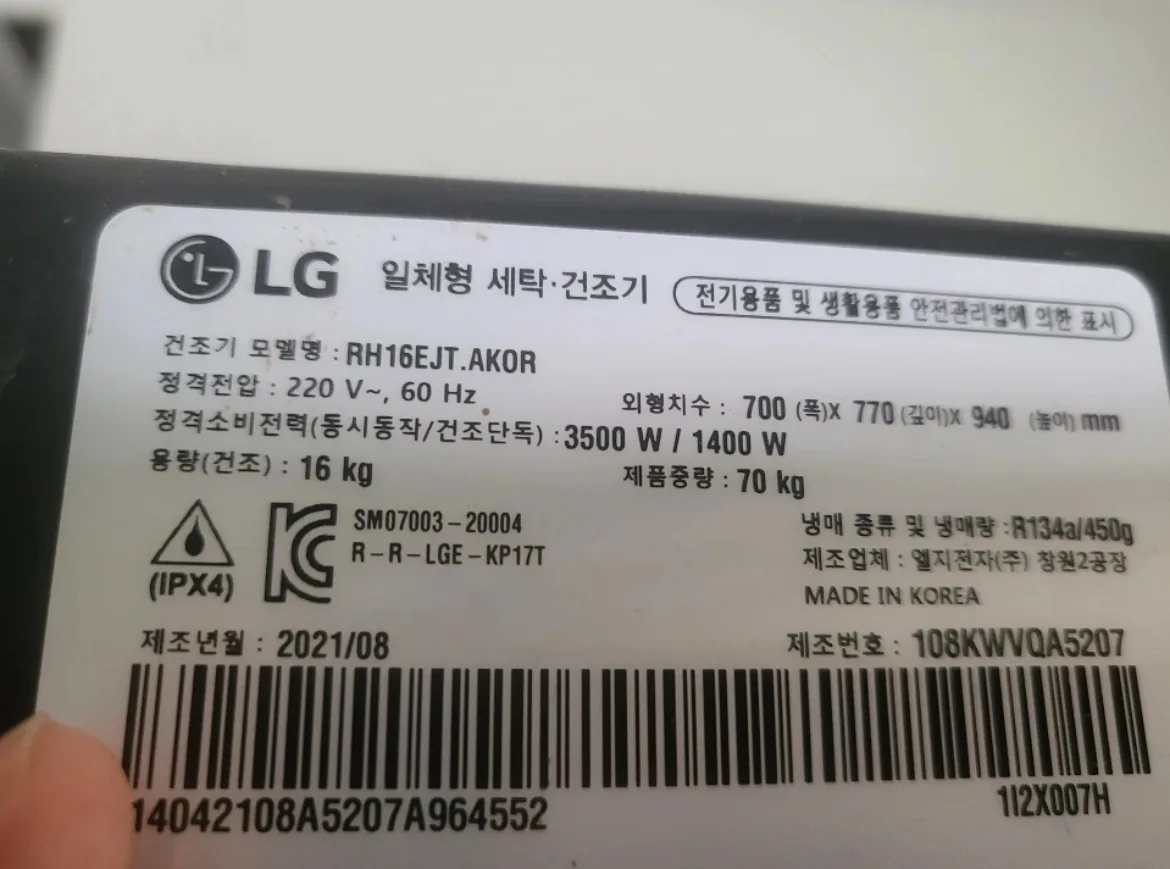 LG 일체형 세탁·건조기 전기용품 및 생활용품 안전관리법에 의한 표시
건조기 모델명 : RH16EJT.AKOR
정격전압 : 220 V~, 60 Hz
외형치수 : 700 (폭)x 770 (깊이)x 940 (높이) mm
정격소비전력(동시동작/건조단독) : 3500 W / 1400 W
용량(건조) : 16 kg
제품중량 : 70 kg
SM07003-20004
R-R-LGE-KP17T
(IPX4)
냉매 종류 및 냉매량 :R134a/450g
제조업체 : 엘지전자(주) 창원2공장
MADE IN KOREA
제조년월 : 2021/08
제조번호 : 108KWVQA5207
14042108A5207A964552
1I2X007H